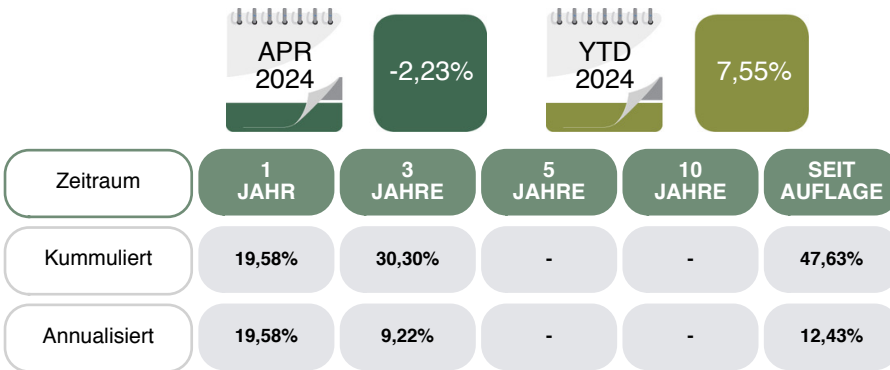 APR
2024
-2,23%
YTD
2024
7,55%
Zeitraum
1
JAHR
3
JAHRE
5
JAHRE
10
JAHRE
SEIT
AUFLAGE
Kummuliert
19,58%
30,30%
-
-
47,63%
Annualisiert
19,58%
9,22%
-
-
12,43%